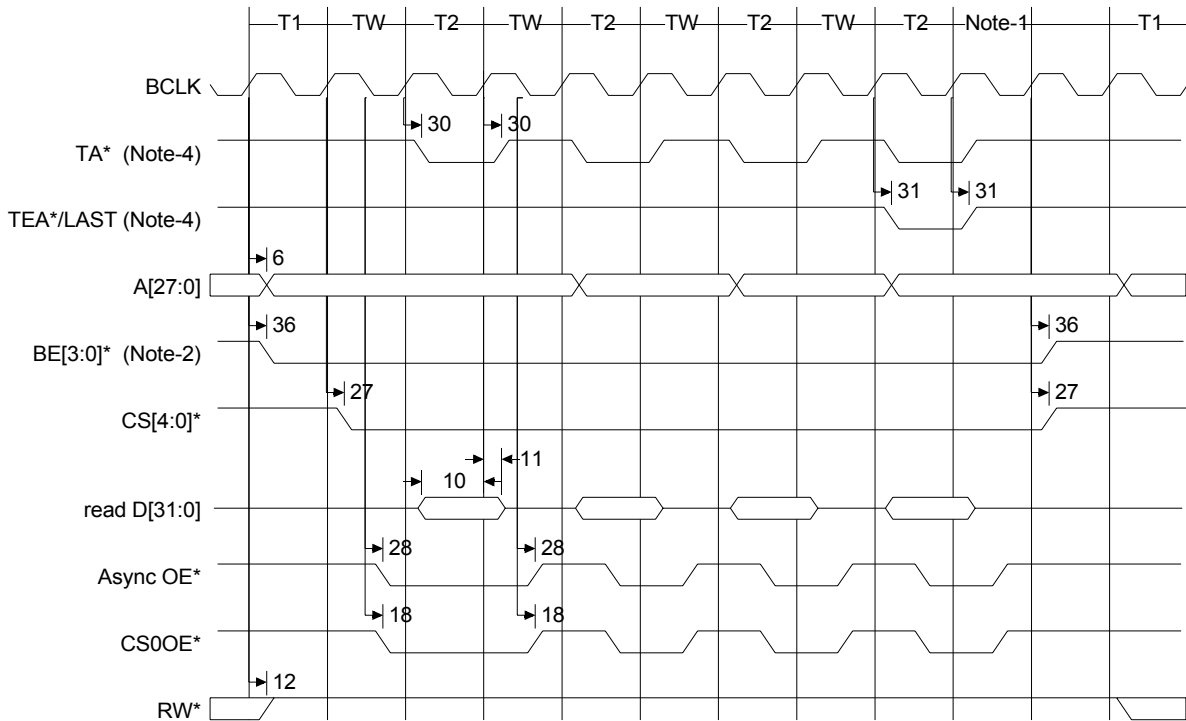 T1 TW T2 TW T2 TW T2 TW T2 Note-1 T1
BCLK
30 30
TA* (Note-4)
31 31
TEA*/LAST (Note-4)
6
A[27:0]
36 36
BE[3:0]* (Note-2)
27 27
CS[4:0]*
11
10
read D[31:0]
28 28
Async OE*
18 18
CS0OE*
12
RW*